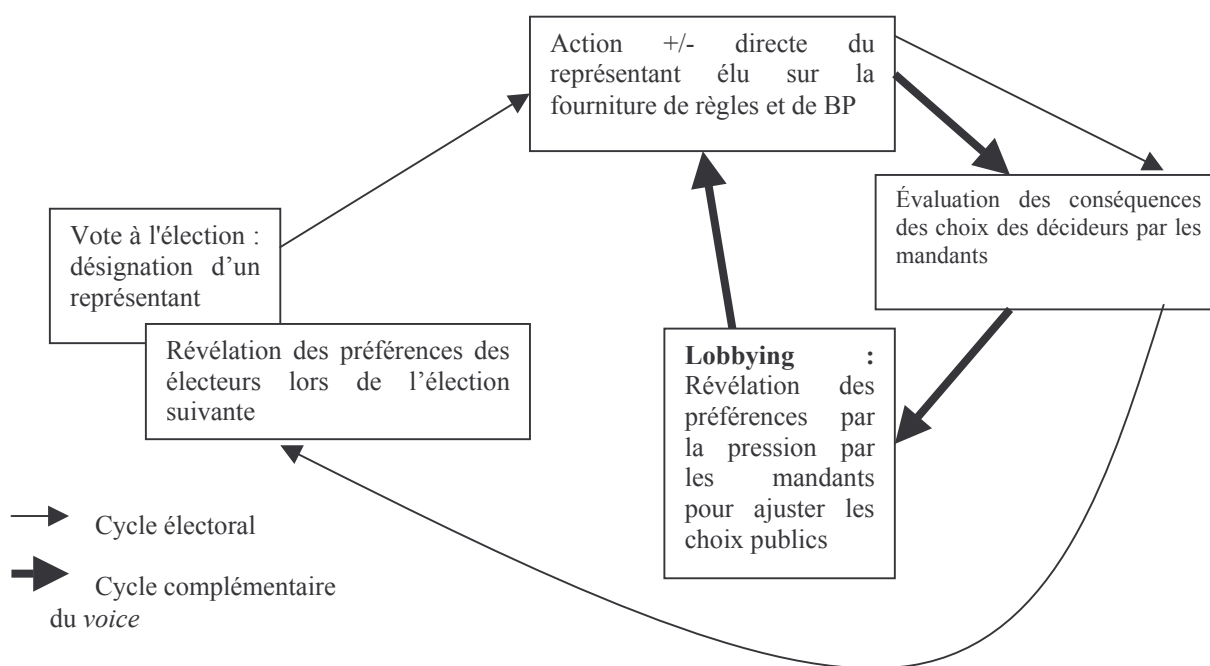 Action +/- directe du
représentant élu sur la
fourniture de règles et de BP
Évaluation des conséquences
des choix des décideurs par les
mandants
Vote à l'élection :
désignation d’un
représentant
Révélation des préférences des
électeurs lors de l’élection
suivante
Lobbying :
Révélation des
préférences par
la pression par
les mandants
pour ajuster les
choix publics
Cycle électoral
Cycle complémentaire
du voice